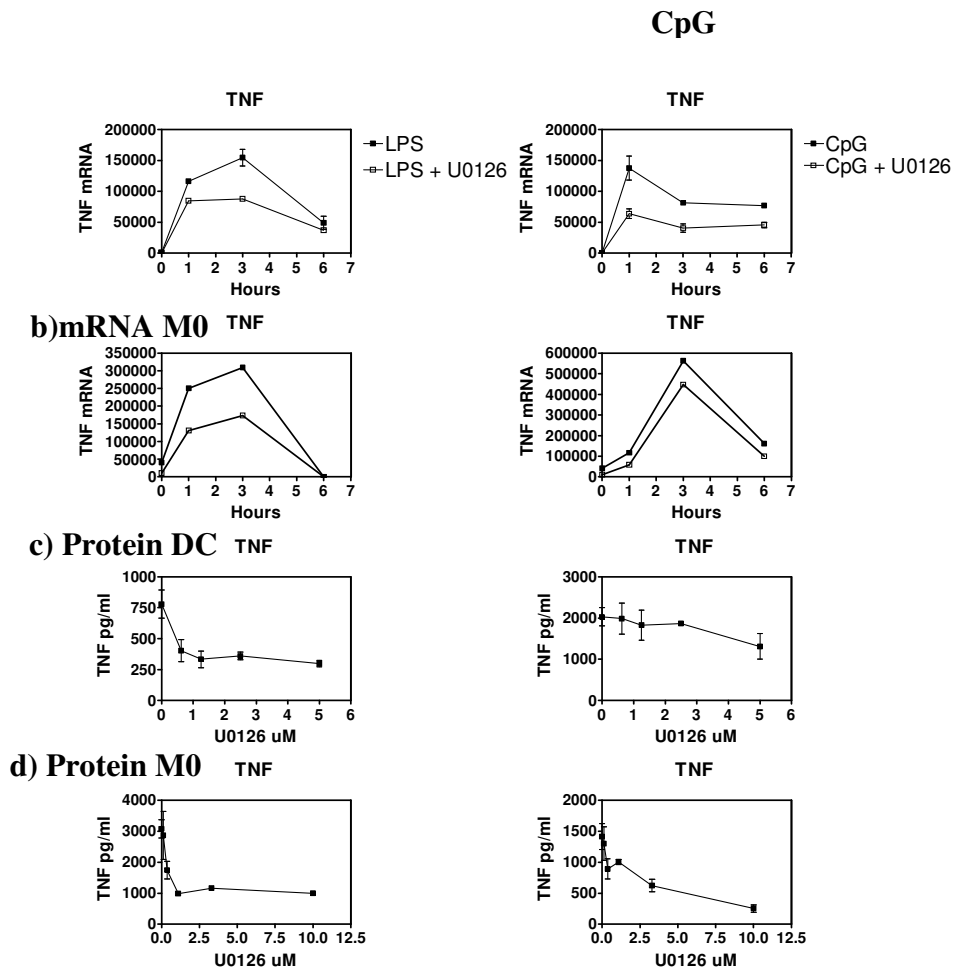 CpG
TNF
TNF
200000
150000
100000
50000
0
TNF mRNA
0 1 2 3 4 5 6 7
Hours
LPS
LPS + U0126
200000
150000
100000
50000
0
TNF mRNA
0 1 2 3 4 5 6 7
Hours
CpG
CpG + U0126
b)mRNA M0
TNF
TNF
350000
300000
250000
200000
150000
100000
50000
0
TNF mRNA
0 1 2 3 4 5 6 7
Hours
600000
500000
400000
300000
200000
100000
0
TNF mRNA
0 1 2 3 4 5 6 7
Hours
c) Protein DC
TNF
TNF
1000
750
500
250
0
TNF pg/ml
0 1 2 3 4 5 6
U0126 uM
3000
2000
1000
0
TNF pg/ml
0 1 2 3 4 5 6
U0126 uM
d) Protein M0
TNF
TNF
4000
3000
2000
1000
0
TNF pg/ml
0.0 2.5 5.0 7.5 10.0 12.5
U0126 uM
2000
1500
1000
500
0
TNF pg/ml
0.0 2.5 5.0 7.5 10.0 12.5
U0126 uM